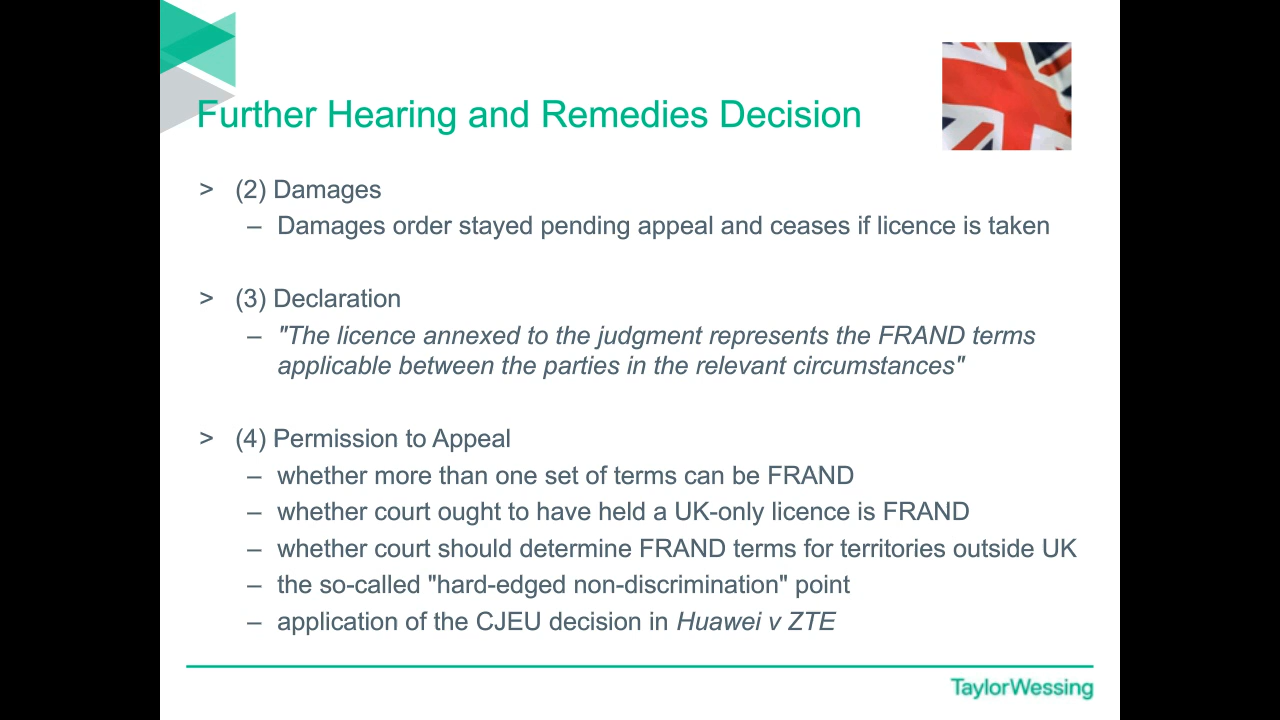 Further Hearing and Remedies Decision
> (2) Damages
– Damages order stayed pending appeal and ceases if licence is taken
> (3) Declaration
– "The licence annexed to the judgment represents the FRAND terms
applicable between the parties in the relevant circumstances"
> (4) Permission to Appeal
– whether more than one set of terms can be FRAND
– whether court ought to have held a UK-only licence is FRAND
– whether court should determine FRAND terms for territories outside UK
– the so-called "hard-edged non-discrimination" point
– application of the CJEU decision in Huawei v ZTE
TaylorWessing